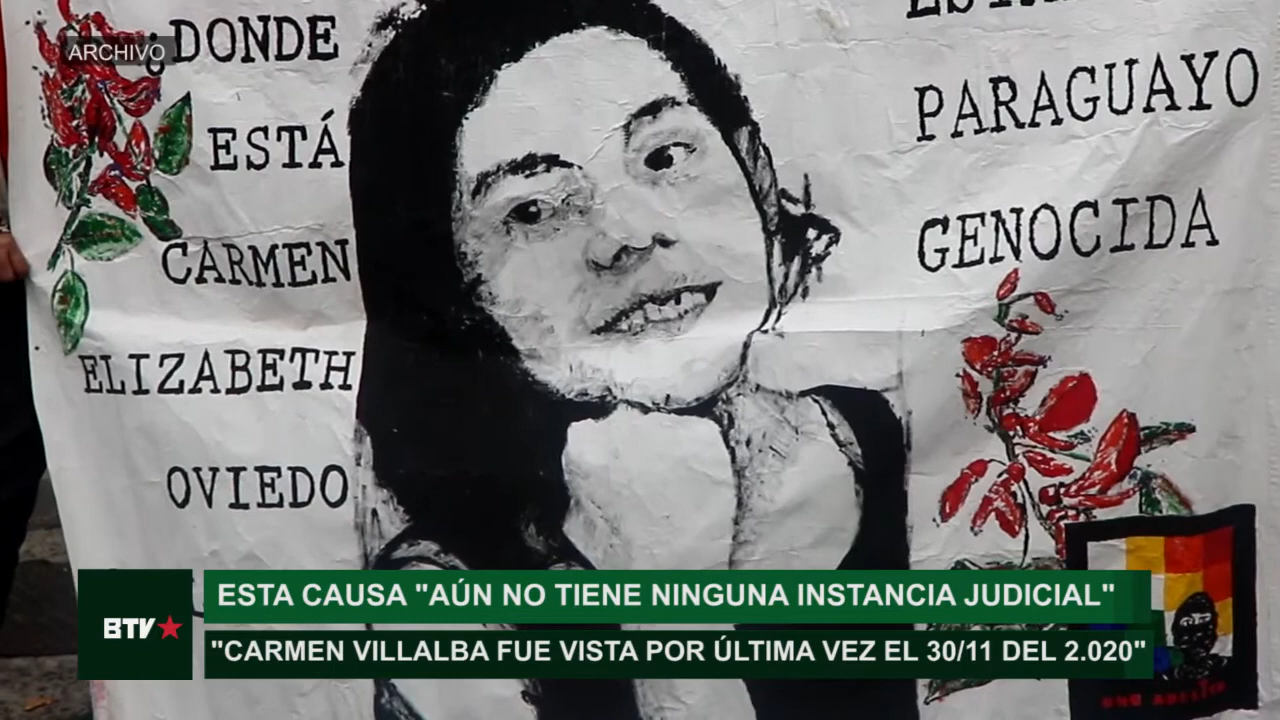 ARCHIVO
¿DONDE
ESTÁ
CARMEN
ELIZABETH
OVIEDO
PARAGUAYO
GENOCIDA
ESTA CAUSA "AÚN NO TIENE NINGUNA INSTANCIA JUDICIAL"
BTV
"CARMEN VILLALBA FUE VISTA POR ÚLTIMA VEZ EL 30/11 DEL 2.020"